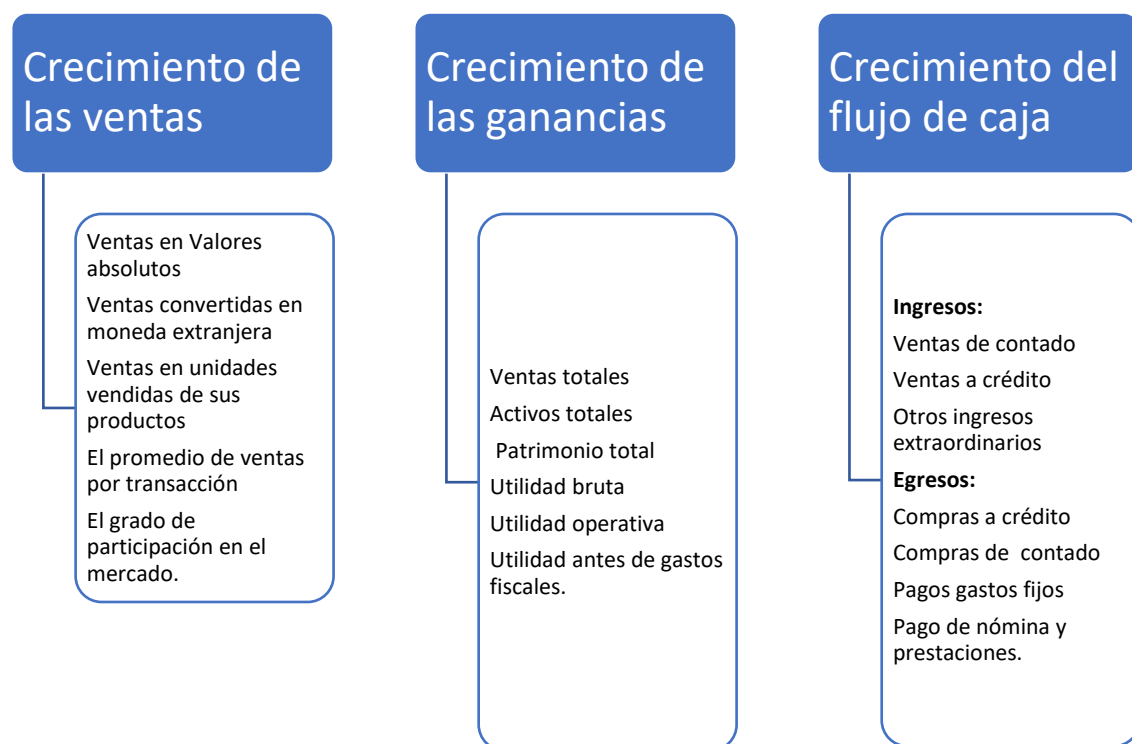 Crecimiento de
las ventas
Ventas en Valores
absolutos
Ventas convertidas en
moneda extranjera
Ventas en unidades
vendidas de sus
productos
El promedio de ventas
por transacción
El grado de
participación en el
mercado.
Crecimiento de
las ganancias
Ventas totales
Activos totales
Patrimonio total
Utilidad bruta
Utilidad operativa
Utilidad antes de gastos
fiscales.
Crecimiento del
flujo de caja
Ingresos:
Ventas de contado
Ventas a crédito
Otros ingresos
extraordinarios
Egresos:
Compras a crédito
Compras de  contado
Pagos gastos fijos
Pago de nómina y
prestaciones.